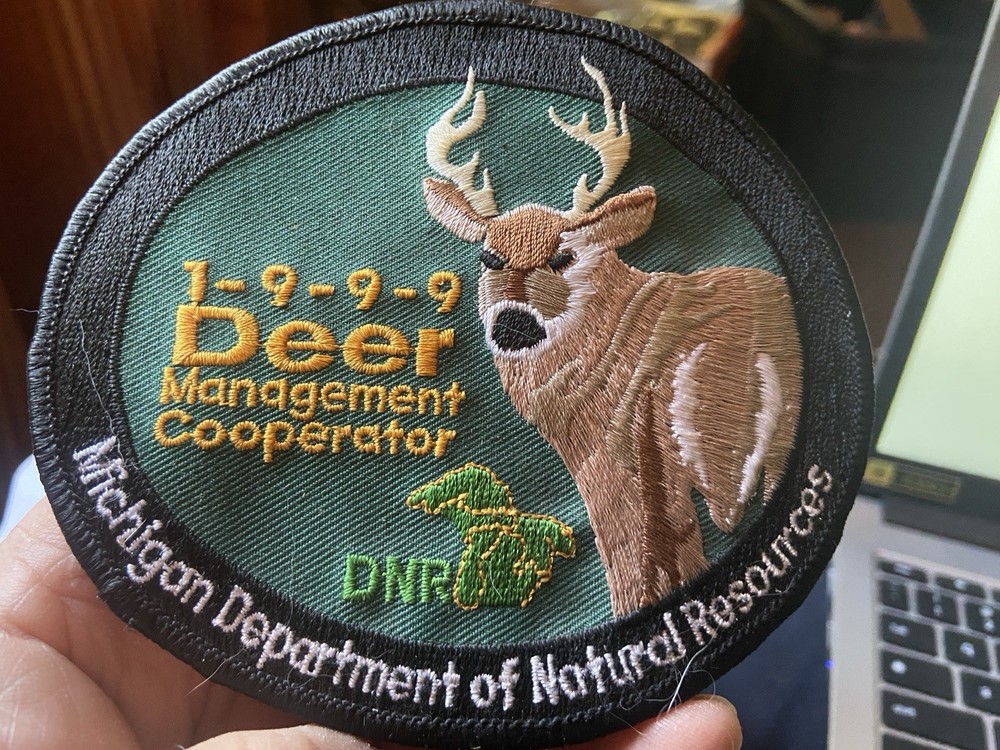 1-9-9-9
Deer
Management
Cooperator
DNR
Michigan Department of Natural Resources